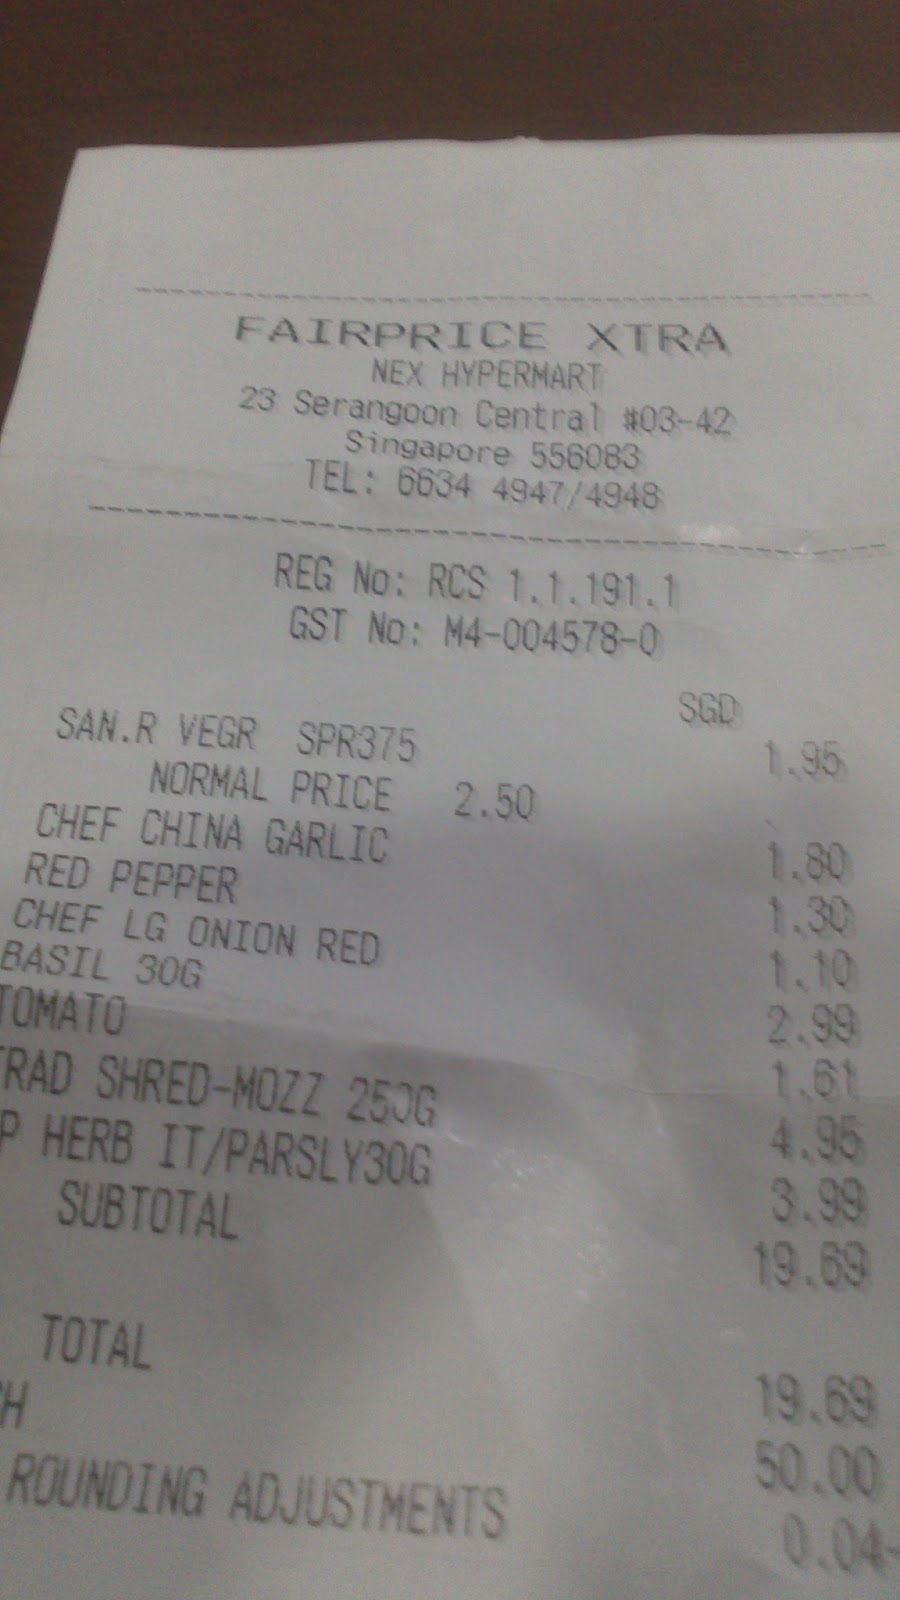 FAIRPRICE XTRA
NEX HYPERMART
23 Serangoon Central #03-42
Singapore 556083
TEL: 6634 4947/4948
REG No: RCS 1.1.191.1
GST No: M4-004578-0
SGD
SAN.R VEGR SPR375 1.95
NORMAL PRICE 2.50
CHEF CHINA GARLIC 1.80
RED PEPPER 1.30
CHEF LG ONION RED 1.10
BASIL 30G 2.99
TOMATO 1.61
TRAD SHRED-MOZZ 250G 4.95
P HERB IT/PARSLY30G 3.99
SUBTOTAL 19.69
TOTAL 19.69
H 50.00
ROUNDING ADJUSTMENTS 0.04-